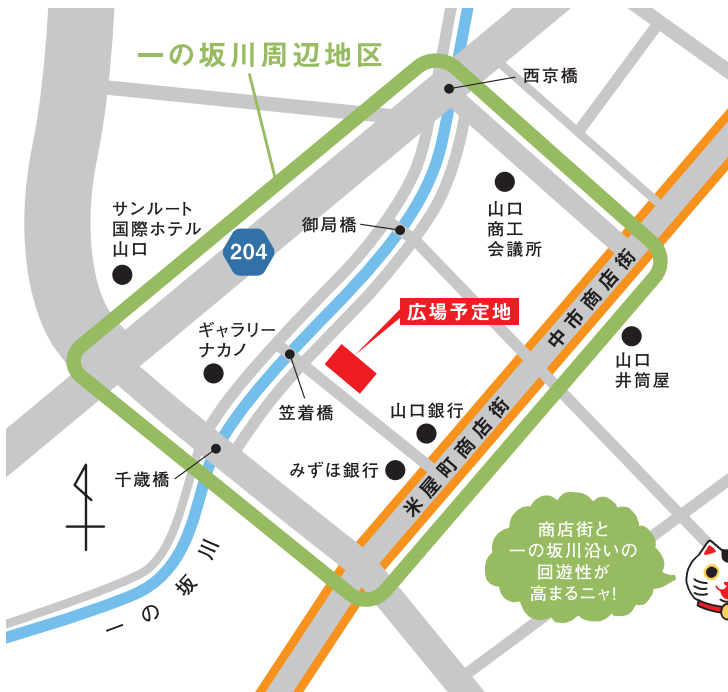 一の坂川周辺地区
西京橋
サンルート
国際ホテル
山口
204
御局橋
山口
商工
会議所
中市商店街
広場予定地
ギャラリー
ナカノ
笠着橋
山口
井筒屋
山口銀行
米屋町商店街
みずほ銀行
千歳橋
一の坂川
商店街と
一の坂川沿いの
回遊性が
高まるニャ!